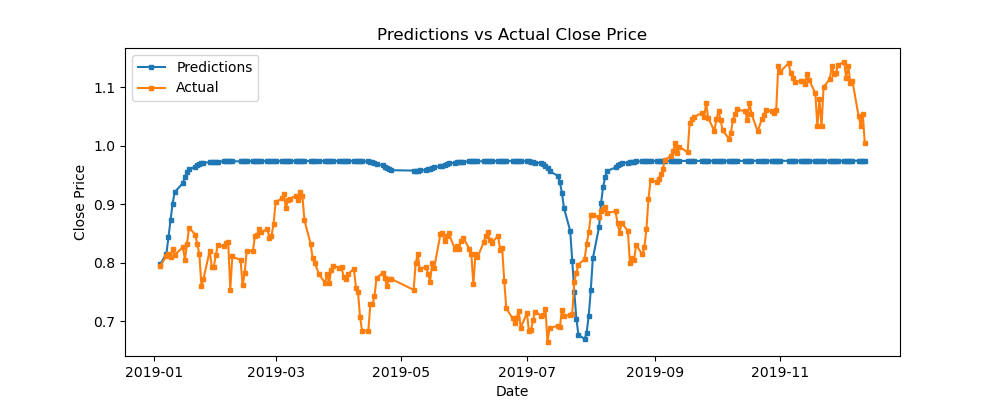 Predictions vs Actual Close Price
Predictions
Actual
Close Price
1.1
1.0
0.9
0.8
0.7
2019-01
2019-03
2019-05
2019-07
2019-09
2019-11
Date